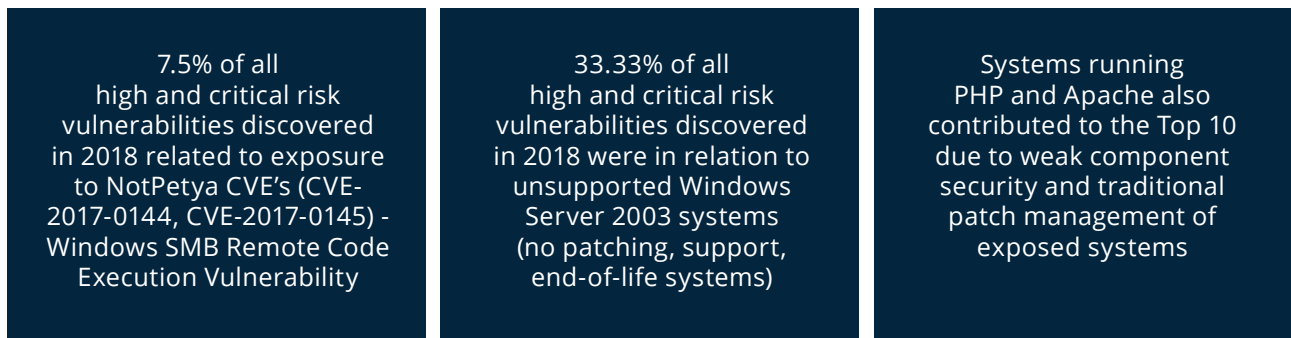 7.5% of all
high and critical risk
vulnerabilities discovered
in 2018 related to exposure
to NotPetya CVE’s (CVE-
2017-0144, CVE-2017-0145) -
Windows SMB Remote Code
Execution Vulnerability
33.33% of all
high and critical risk
vulnerabilities discovered
in 2018 were in relation to
unsupported Windows
Server 2003 systems
(no patching, support,
end-of-life systems)
Systems running
PHP and Apache also
contributed to the Top 10
due to weak component
security and traditional
patch management of
exposed systems